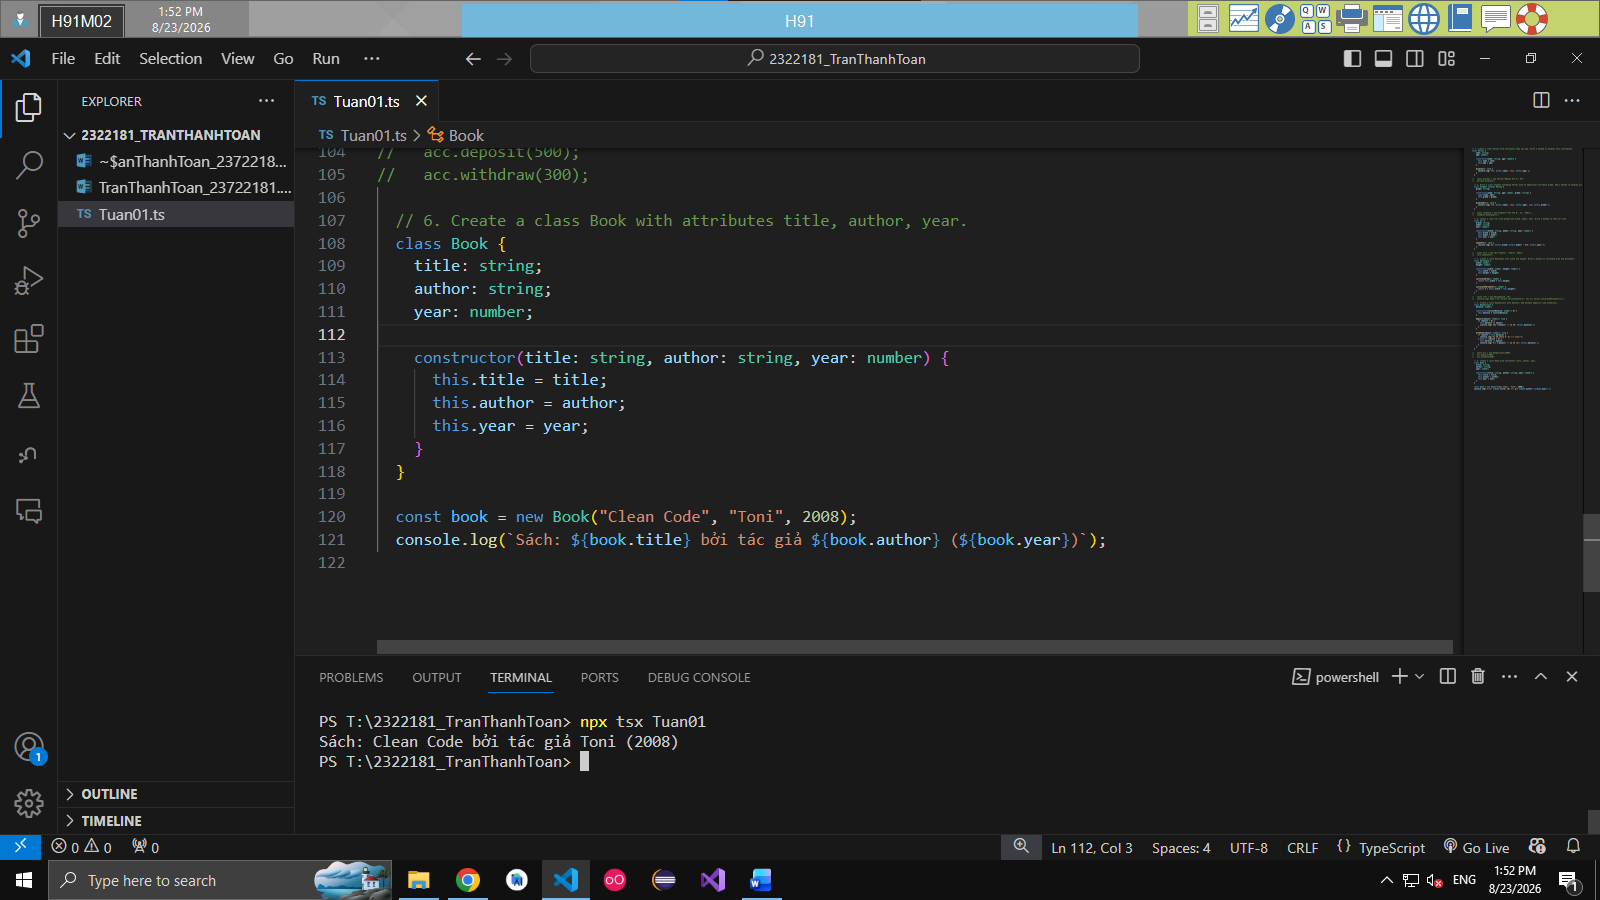 H91M02
1:52 PM
8/23/2026
H91
File Edit Selection View Go Run ···
2322181_TranThanhToan
EXPLORER
2322181_TRANTHANHTOAN
~$anThanhToan_2372218...
TranThanhToan_23722181....
TS Tuan01.ts
OUTLINE
TIMELINE
TS Tuan01.ts
TS Tuan01.ts > Book
104 // acc.deposit(500);
105 // acc.withdraw(300);
106
107 // 6. Create a class Book with attributes title, author, year.
108 class Book {
109 title: string;
110 author: string;
111 year: number;
112
113 constructor(title: string, author: string, year: number) {
114 this.title = title;
115 this.author = author;
116 this.year = year;
117 }
118 }
119
120 const book = new Book("Clean Code", "Toni", 2008);
121 console.log(`Sách: ${book.title} bởi tác giả ${book.author} (${book.year})`);
122
PROBLEMS OUTPUT TERMINAL PORTS DEBUG CONSOLE
powershell
PS T:\2322181_TranThanhToan> npx tsx Tuan01
Sách: Clean Code bởi tác giả Toni (2008)
PS T:\2322181_TranThanhToan>
0 0 0
Ln 112, Col 3 Spaces: 4 UTF-8 CRLF {} TypeScript Go Live
Type here to search
ENG
1:52 PM
8/23/2026